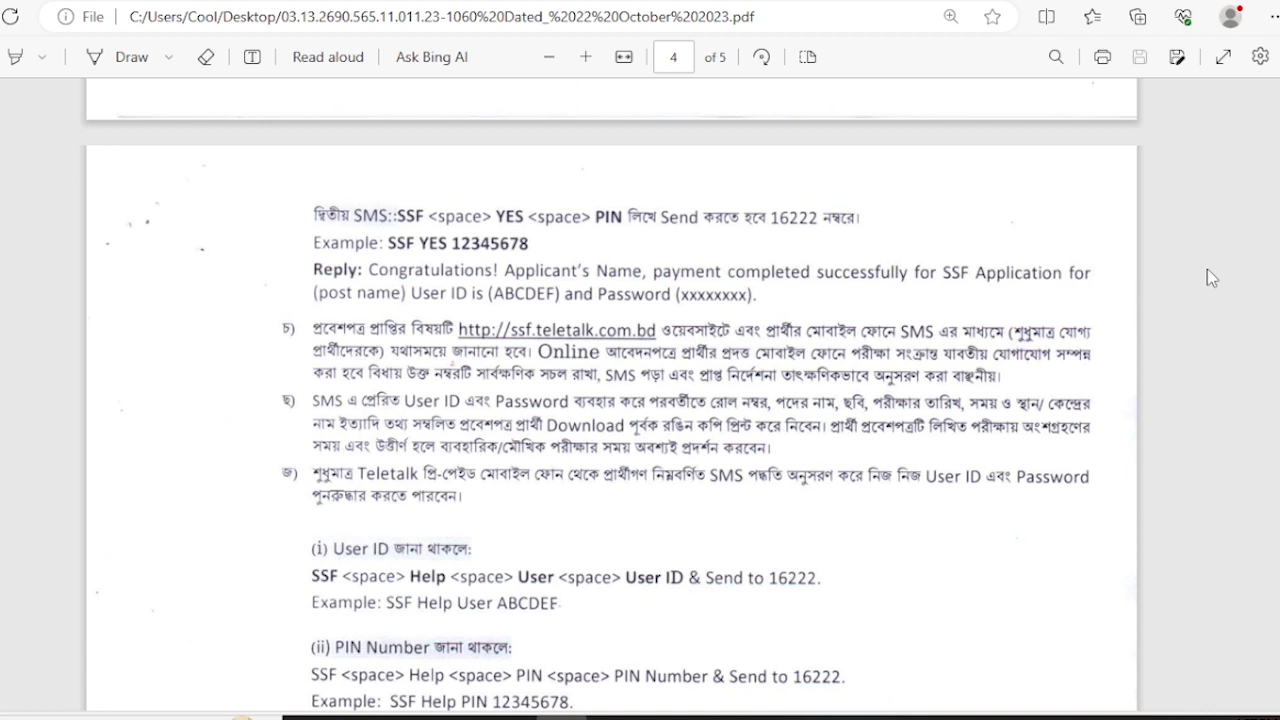 File C:/Users/Cool/Desktop/03.13.2690.565.11.011.23-1060%20Dated_%2022%20October%202023.pdf
Draw Read aloud Ask Bing AI 4 of 5
দ্বিতীয় SMS::SSF <space> YES <space> PIN লিখে Send করতে হবে 16222 নম্বরে।
Example: SSF YES 12345678
Reply: Congratulations! Applicant's Name, payment completed successfully for SSF Application for
(post name) User ID is (ABCDEF) and Password (xxxxxxxx).
চ) প্রবেশপত্র প্রাপ্তির বিষয়টি http://ssf.teletalk.com.bd ওয়েবসাইটে এবং প্রার্থীর মোবাইল ফোনে SMS এর মাধ্যমে (শুধুমাত্র যোগ্য
প্রার্থীদেরকে) যথাসময়ে জানানো হবে। Online আবেদনপত্রে প্রার্থীর প্রদত্ত মোবাইল ফোনে পরীক্ষা সংক্রান্ত যাবতীয় যোগাযোগ সম্পন্ন
করা হবে বিধায় উক্ত নম্বরটি সার্বক্ষণিক সচল রাখা, SMS পড়া এবং প্রাপ্ত নির্দেশনা তাৎক্ষণিকভাবে অনুসরণ করা বাঞ্ছনীয়।
ছ) SMS এ প্রেরিত User ID এবং Password ব্যবহার করে পরবর্তীতে রোল নম্বর, পদের নাম, ছবি, পরীক্ষার তারিখ, সময় ও স্থান/ কেন্দ্রের
নাম ইত্যাদি তথ্য সম্বলিত প্রবেশপত্র প্রার্থী Download পূর্বক রঙিন কপি প্রিন্ট করে নিবেন। প্রার্থী প্রবেশপত্রটি লিখিত পরীক্ষায় অংশগ্রহণের
সময় এবং উত্তীর্ণ হলে ব্যবহারিক/মৌখিক পরীক্ষার সময় অবশ্যই প্রদর্শন করবেন।
জ) শুধুমাত্র Teletalk প্রি-পেইড মোবাইল ফোন থেকে প্রার্থীগণ নিম্নবর্ণিত SMS পদ্ধতি অনুসরণ করে নিজ নিজ User ID এবং Password
পুনরুদ্ধার করতে পারবেন।
(i) User ID জানা থাকলে:
SSF <space> Help <space> User <space> User ID & Send to 16222.
Example: SSF Help User ABCDEF
(ii) PIN Number জানা থাকলে:
SSF <space> Help <space> PIN <space> PIN Number & Send to 16222.
Example: SSF Help PIN 12345678.